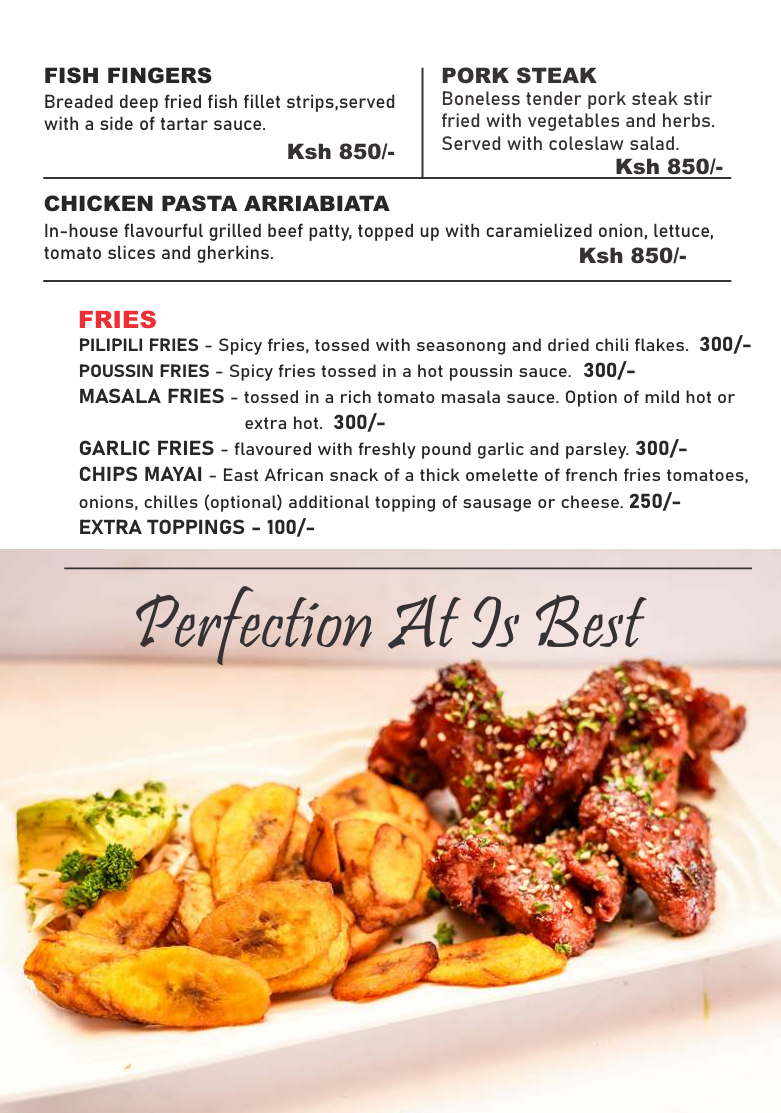 FISH FINGERS
Breaded deep fried fish fillet strips,served
with a side of tartar sauce.
Ksh 850/-
PORK STEAK
Boneless tender pork steak stir
fried with vegetables and herbs.
Served with coleslaw salad.
Ksh 850/-
CHICKEN PASTA ARRIABIATA
In-house flavourful grilled beef patty, topped up with caramielized onion, lettuce,
tomato slices and gherkins.
Ksh 850/-
FRIES
PILIPILI FRIES - Spicy fries, tossed with seasonong and dried chili flakes. 300/-
POUSSIN FRIES - Spicy fries tossed in a hot poussin sauce. 300/-
MASALA FRIES - tossed in a rich tomato masala sauce. Option of mild hot or
extra hot. 300/-
GARLIC FRIES - flavoured with freshly pound garlic and parsley. 300/-
CHIPS MAYAI - East African snack of a thick omelette of french fries tomatoes,
onions, chilles (optional) additional topping of sausage or cheese. 250/-
EXTRA TOPPINGS - 100/-
Perfection At Is Best